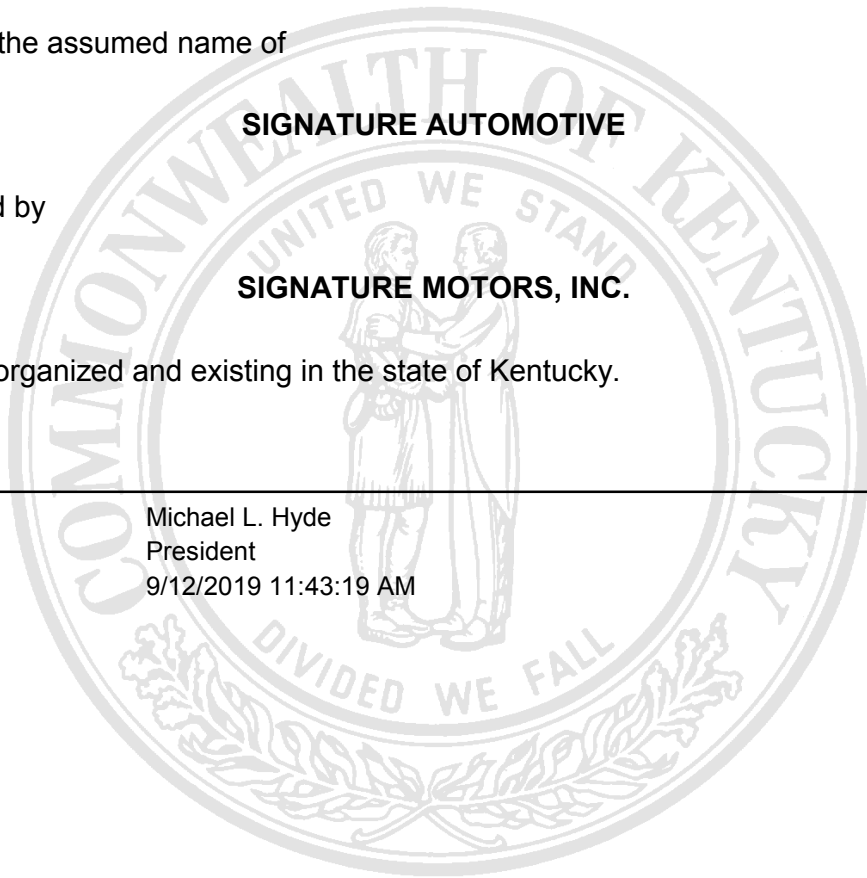 the assumed name of
SIGNATURE AUTOMOTIVE
d by
SIGNATURE MOTORS, INC.
organized and existing in the state of Kentucky.
Michael L. Hyde
President
9/12/2019 11:43:19 AM
COMMONWEALTH OF KENTUCKY
UNITED WE STAND
DIVIDED WE FALL